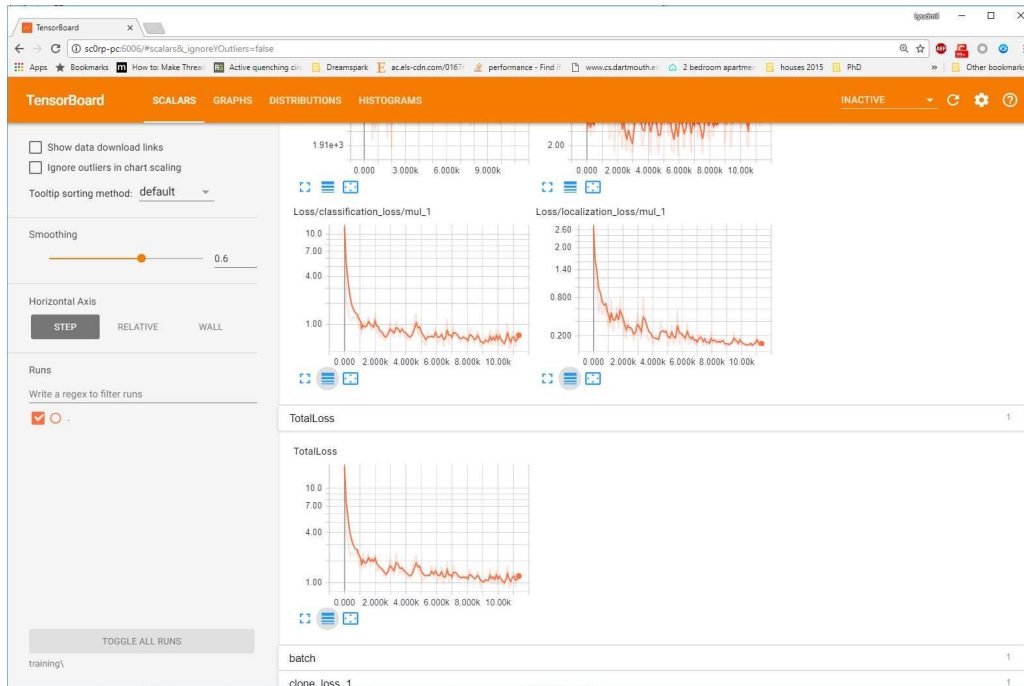 TensorBoard
sc0rp-pc:6006/#scalars&_ignoreYOutliers=false
Apps Bookmarks How to: Make Threa Active quenching circ Dreamspark ac.els-cdn.com/0167 performance - Find i www.cs.dartmouth.e 2 bedroom apartme houses 2015 PhD » Other bookmarks
TensorBoard SCALARS GRAPHS DISTRIBUTIONS HISTOGRAMS INACTIVE
Show data download links
Ignore outliers in chart scaling
Tooltip sorting method: default
Smoothing
0.6
Horizontal Axis
STEP RELATIVE WALL
Runs
Write a regex to filter runs
.
TOGGLE ALL RUNS
training\
1.91e+3
0.000 3.000k 6.000k 9.000k
2.00
0.000 2.000k 4.000k 6.000k 8.000k 10.00k
Loss/classification_loss/mul_1
10.0
7.00
4.00
1.00
0.000 2.000k 4.000k 6.000k 8.000k 10.00k
Loss/localization_loss/mul_1
2.60
2.00
1.40
0.800
0.200
0.000 2.000k 4.000k 6.000k 8.000k 10.00k
TotalLoss 1
TotalLoss
10.0
7.00
4.00
1.00
0.000 2.000k 4.000k 6.000k 8.000k 10.00k
batch 1
clone_loss_1 1